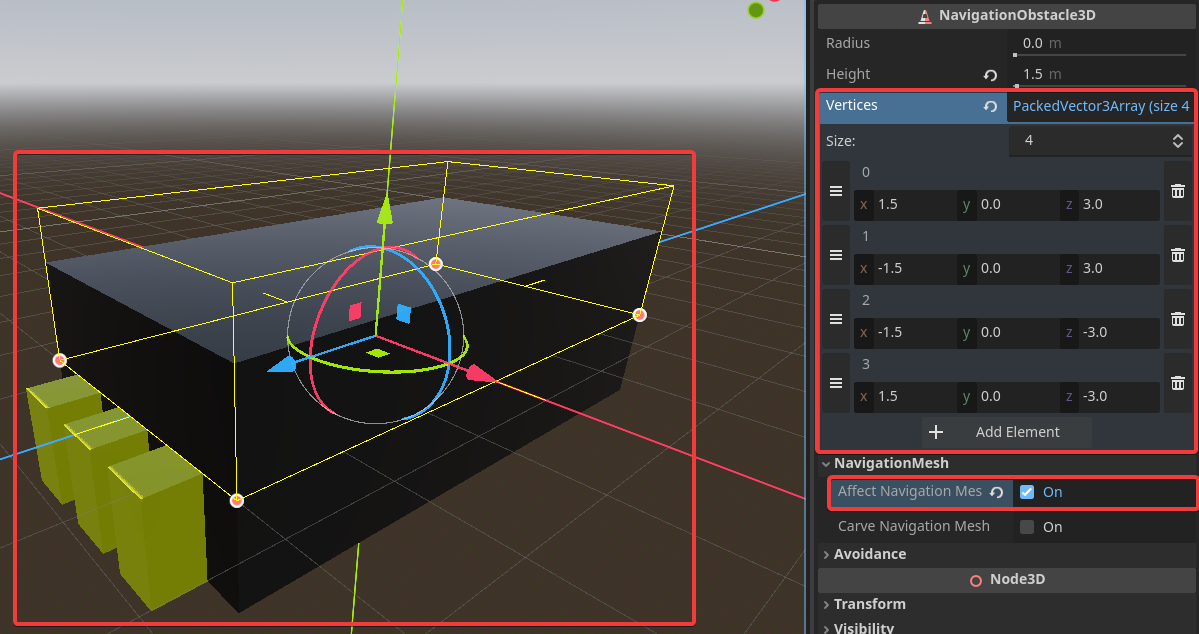 NavigationObstacle3D
Radius 0.0 m
Height 1.5 m
Vertices PackedVector3Array (size 4
Size: 4
0
x 1.5 y 0.0 z 3.0
1
x -1.5 y 0.0 z 3.0
2
x -1.5 y 0.0 z -3.0
3
x 1.5 y 0.0 z -3.0
Add Element
NavigationMesh
Affect Navigation Mes On
Carve Navigation Mesh On
Avoidance
Node3D
Transform
Visibility